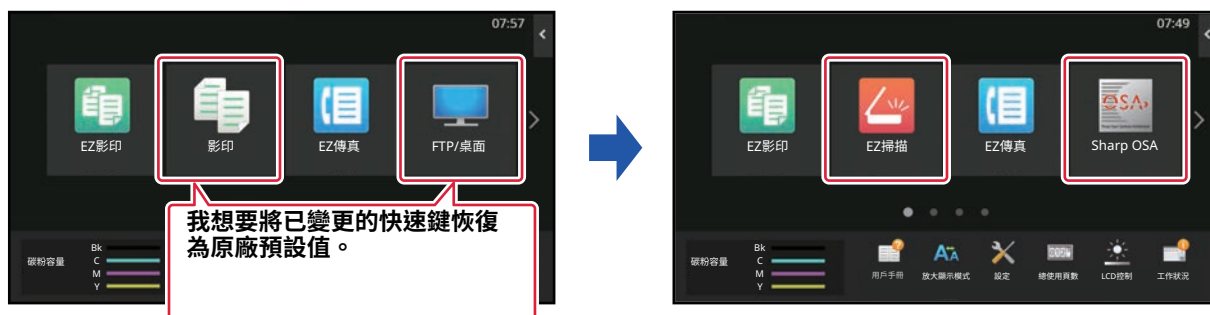 07:57
EZ影印
影印
EZ傳真
FTP/桌面
我想要將已變更的快速鍵恢復
為原廠預設值。
碳粉容量
Bk
C
M
Y
07:49
EZ影印
EZ掃描
EZ傳真
OSA
Sharp OSA
碳粉容量
Bk
C
M
Y
用戶手冊
放大顯示模式
設定
總使用頁數
LCD控制
工作狀況